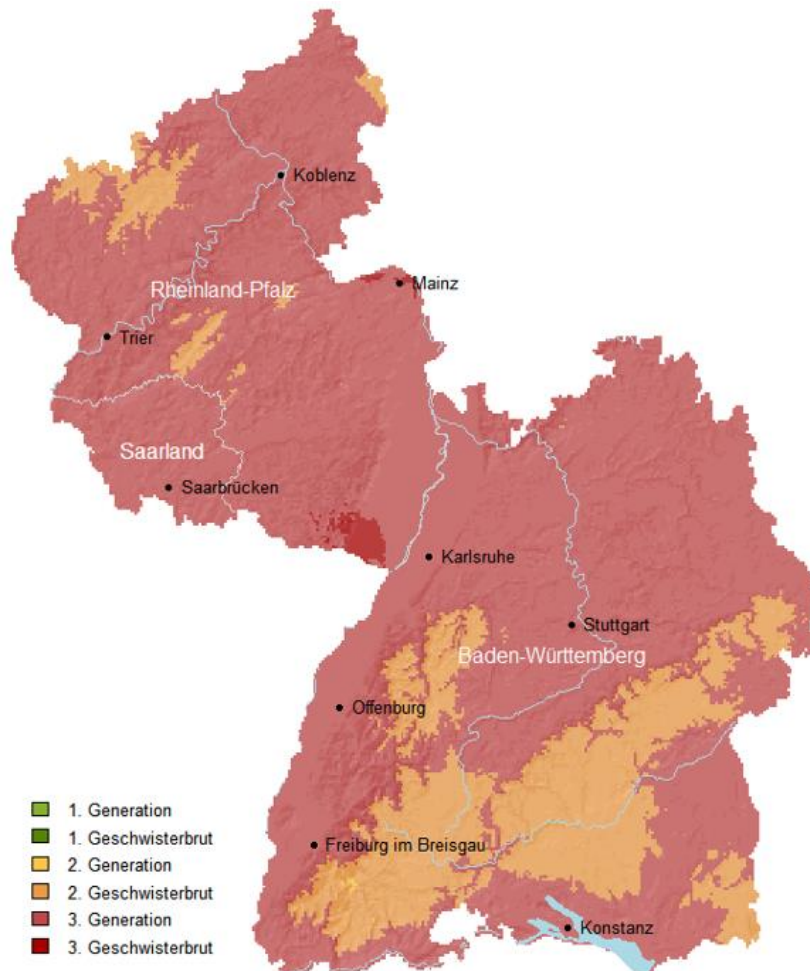 Koblenz
Mainz
Rheinland-Pfalz
Trier
Saarland
Saarbrücken
Karlsruhe
Stuttgart
Baden-Württemberg
Offenburg
Freiburg im Breisgau
Konstanz
1. Generation
1. Geschwisterbrut
2. Generation
2. Geschwisterbrut
3. Generation
3. Geschwisterbrut